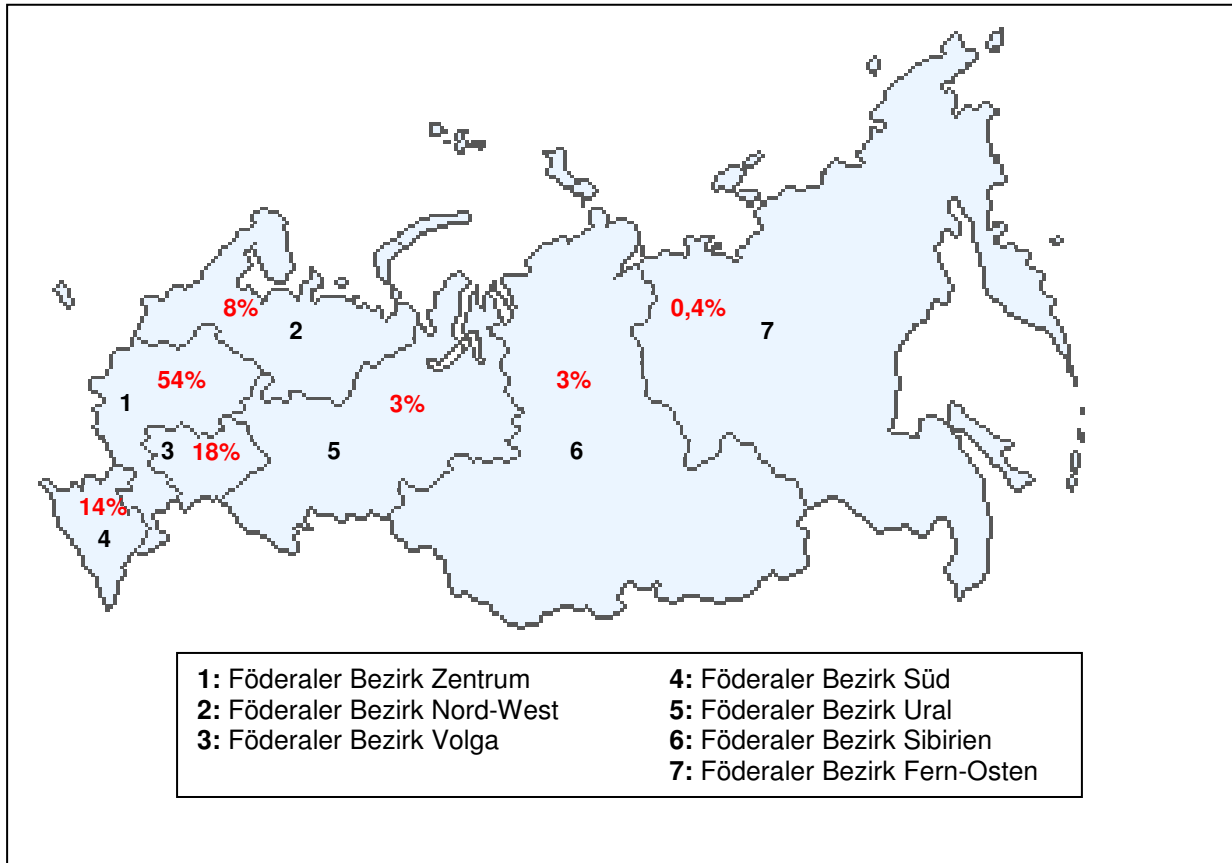 8%
2
0,4%
7
54%
3%
1
3%
3 18%
5
6
14%
4
1: Föderaler Bezirk Zentrum
2: Föderaler Bezirk Nord-West
3: Föderaler Bezirk Volga
4: Föderaler Bezirk Süd
5: Föderaler Bezirk Ural
6: Föderaler Bezirk Sibirien
7: Föderaler Bezirk Fern-Osten